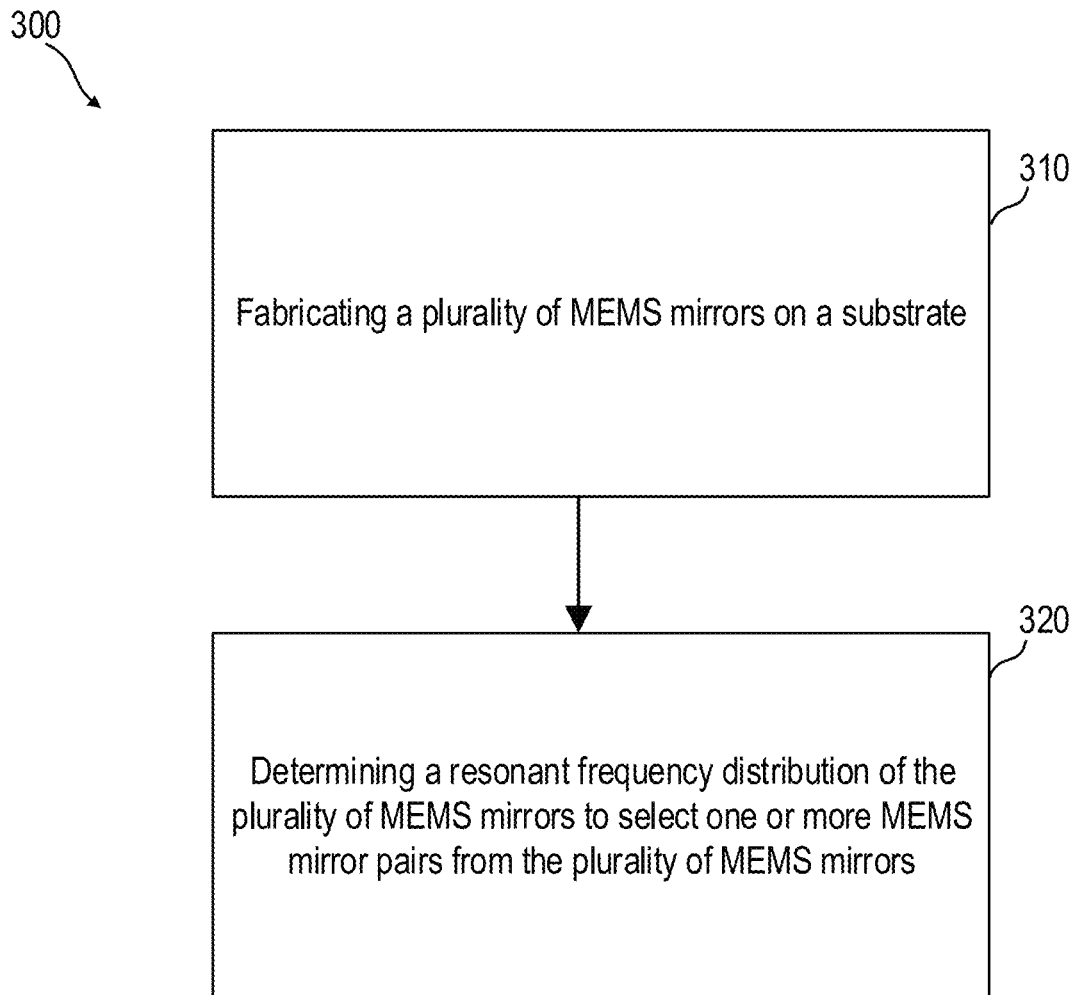 300
310
Fabricating a plurality of MEMS mirrors on a substrate
320
Determining a resonant frequency distribution of the
plurality of MEMS mirrors to select one or more MEMS
mirror pairs from the plurality of MEMS mirrors